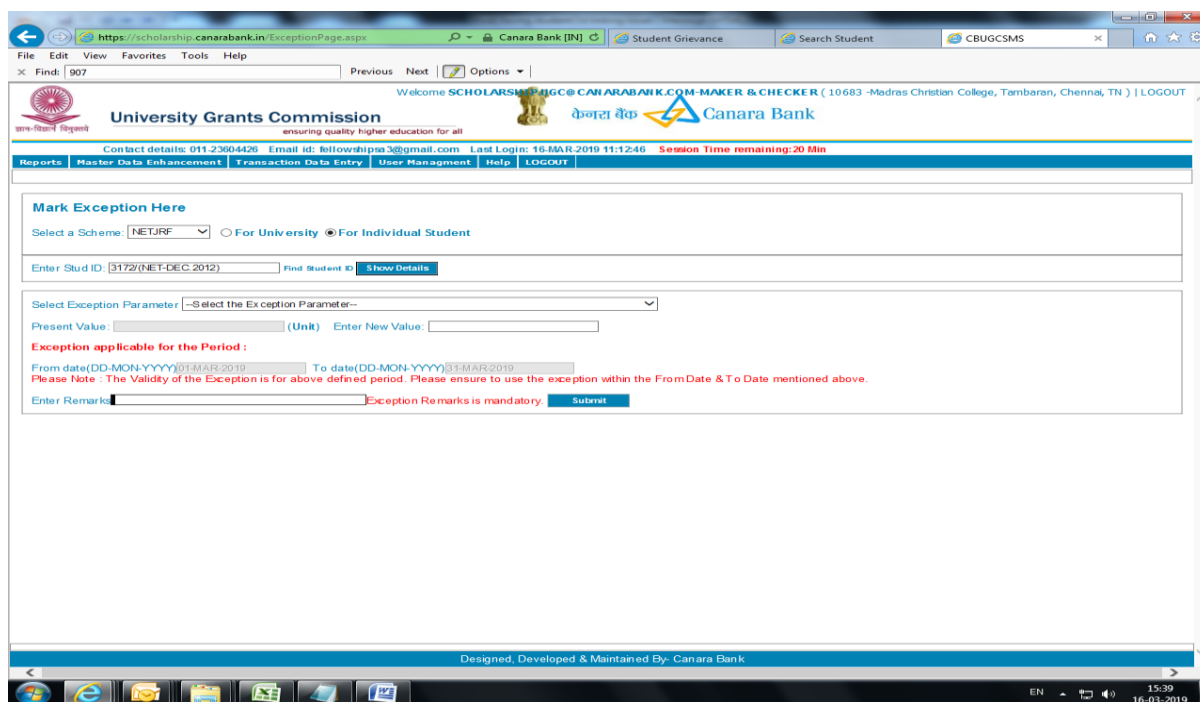 https://scholarship.canarabank.in/ExceptionPage.aspx Canara Bank [IN] Student Grievance Search Student CBUGCSMS
File Edit View Favorites Tools Help
Find: 907 Previous Next Options
Welcome SCHOLARSHIP.UGC@CANARABANK.COM-MAKER & CHECKER ( 10683 -Madras Christian College, Tambaran, Chennai, TN ) | LOGOUT
University Grants Commission केनरा बैंक Canara Bank
ज्ञान-विज्ञानं विमुक्तये
ensuring quality higher education for all
Contact details: 011-23604426 Email id: fellowshipsa3@gmail.com Last Login: 16-MAR-2019 11:12:46 Session Time remaining:20 Min
Reports Master Data Enhancement Transaction Data Entry User Managment Help LOGOUT
Mark Exception Here
Select a Scheme: NETJRF For University For Individual Student
Enter Stud ID: 3172/(NET-DEC.2012) Find Student ID Show Details
Select Exception Parameter --Select the Exception Parameter--
Present Value: (Unit) Enter New Value:
Exception applicable for the Period :
From date(DD-MON-YYYY) 01-MAR-2019 To date(DD-MON-YYYY) 31-MAR-2019
Please Note : The Validity of the Exception is for above defined period. Please ensure to use the exception within the From Date & To Date mentioned above.
Enter Remarks Exception Remarks is mandatory. Submit
Designed, Developed & Maintained By- Canara Bank
EN 15:39
16-03-2019